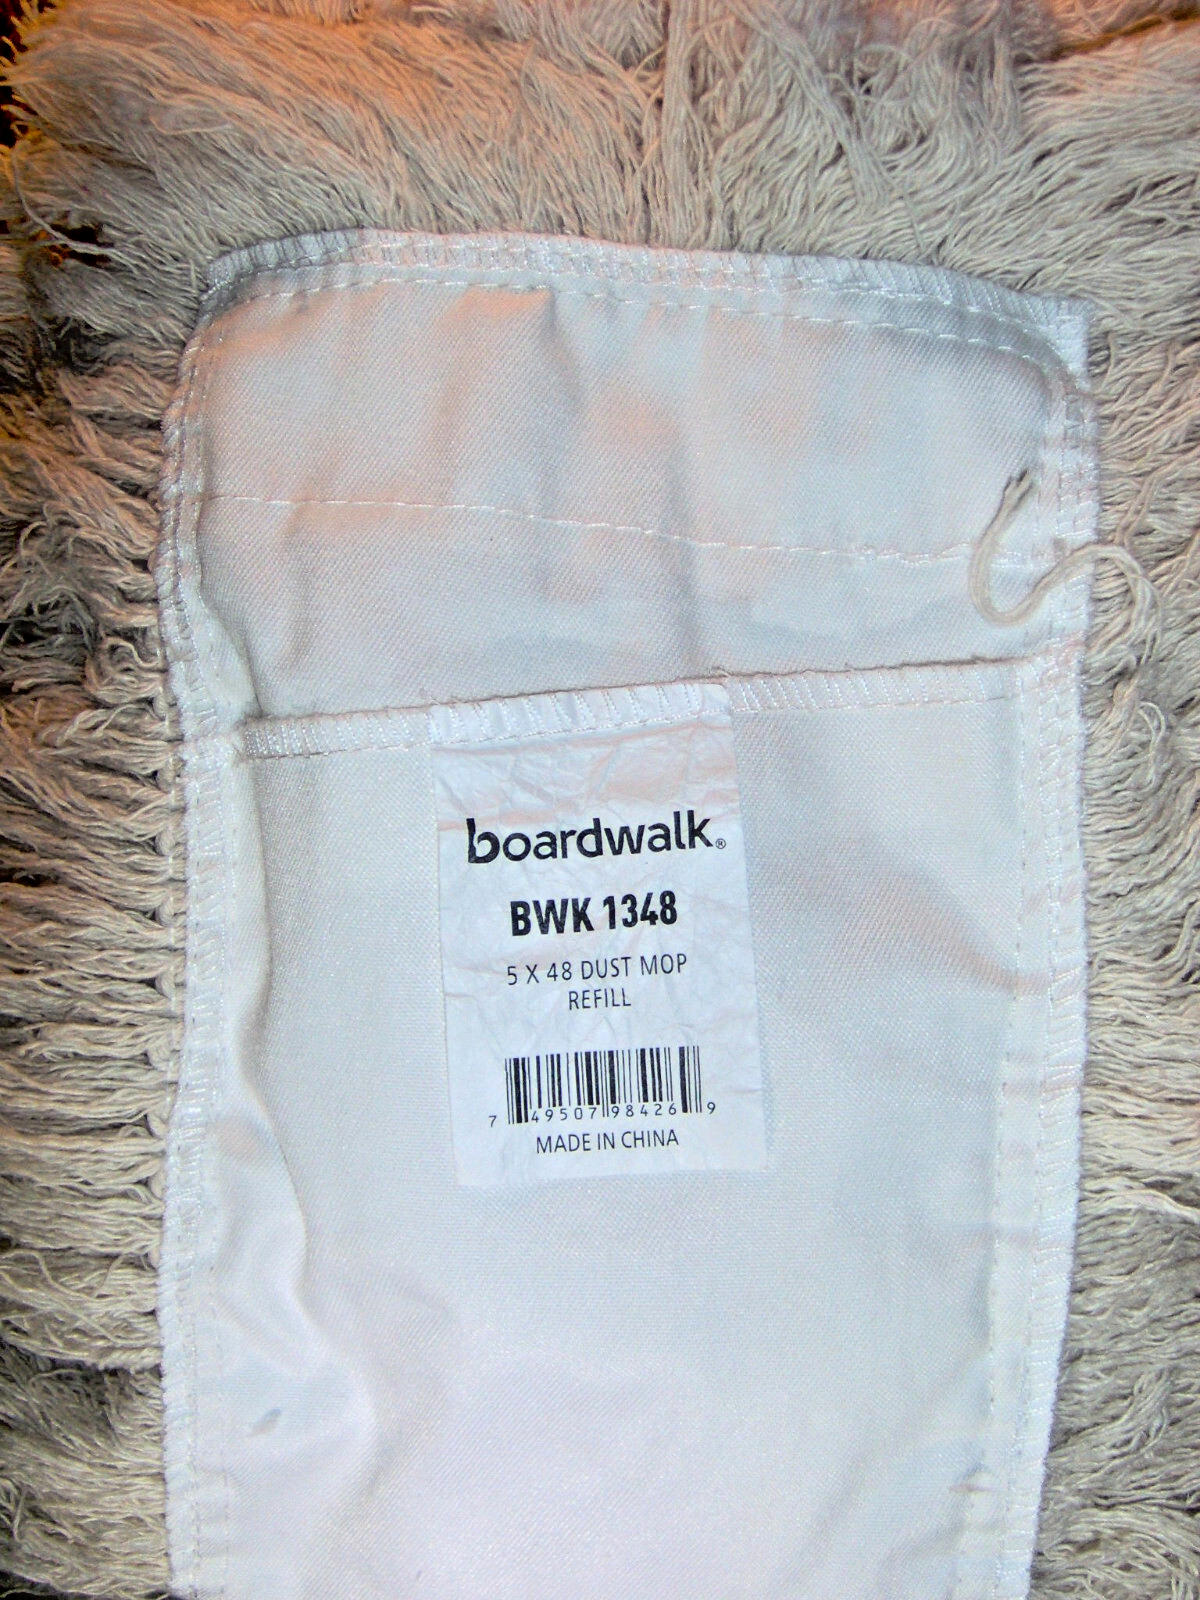 boardwalk®
BWK 1348
5 X 48 DUST MOP
REFILL
7 49507 98426 9
MADE IN CHINA